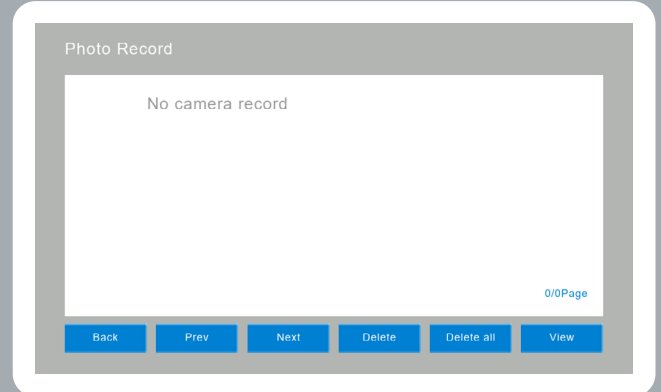 Photo Record
No camera record
0/0Page
Back Prev Next Delete Delete all View